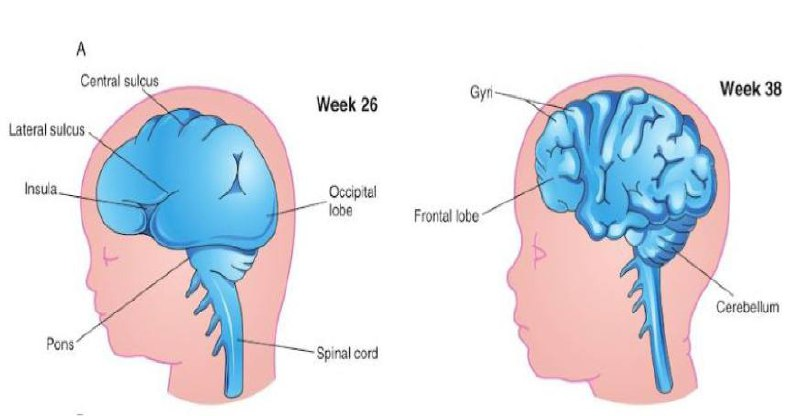 A
Central sulcus
Week 26
Lateral sulcus
Insula
Occipital
lobe
Pons
Spinal cord
Week 38
Gyri
Frontal lobe
Cerebellum